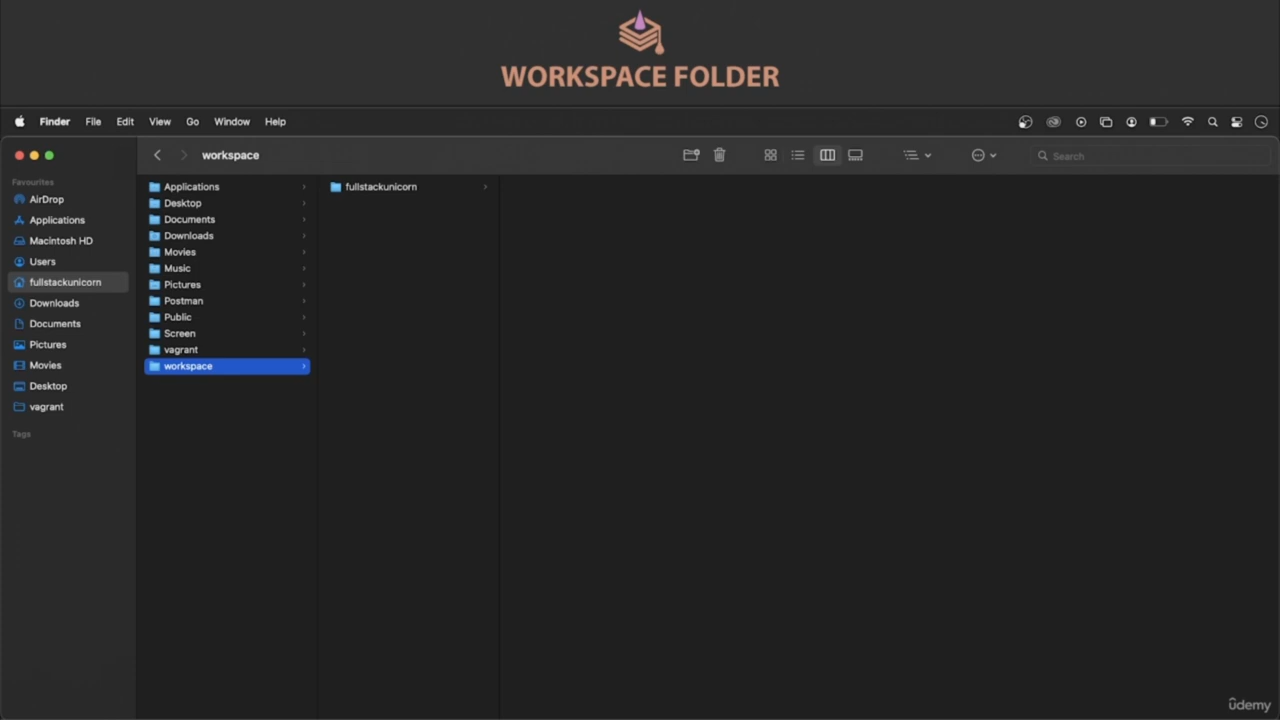 WORKSPACE FOLDER
Finder File Edit View Go Window Help
workspace
Search
Favourites
AirDrop
Applications
Macintosh HD
Users
fullstackunicorn
Downloads
Documents
Pictures
Movies
Desktop
vagrant
Tags
Applications
Desktop
Documents
Downloads
Movies
Music
Pictures
Postman
Public
Screen
vagrant
workspace
fullstackunicorn
ûdemy